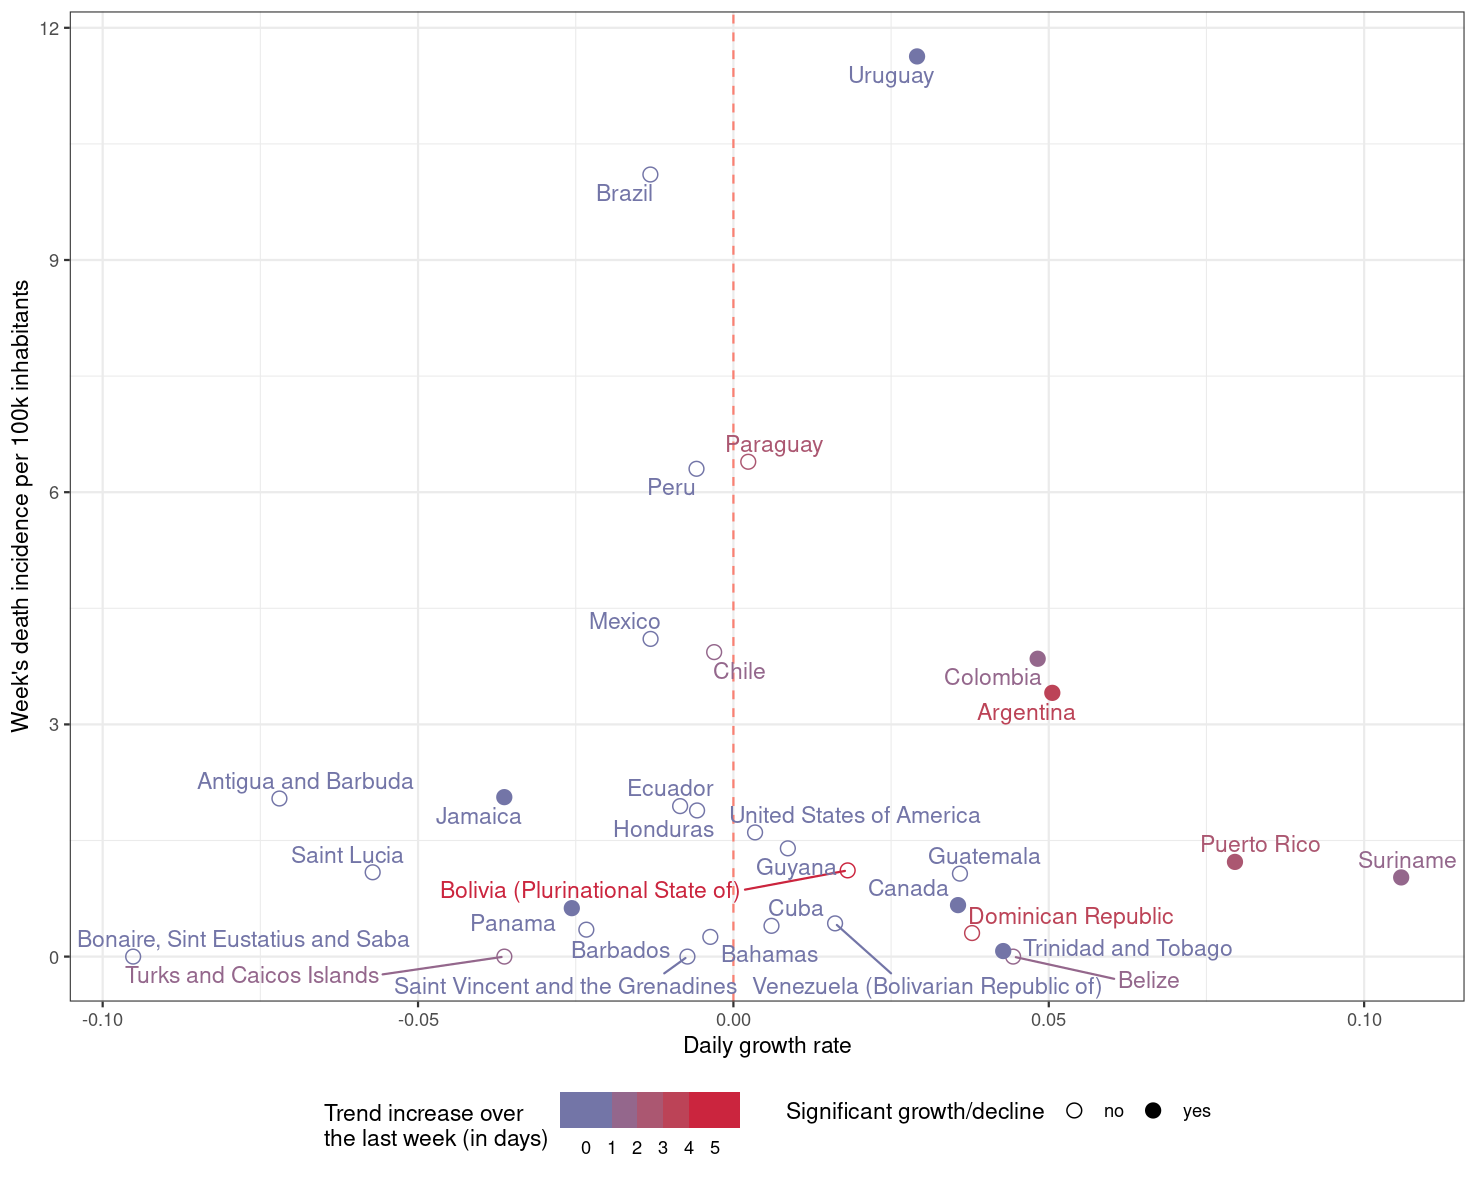 12
Uruguay
Brazil
9
Week's death incidence per 100k inhabitants
Paraguay
Peru
6
Mexico
Chile
Colombia
Argentina
3
Antigua and Barbuda
Ecuador
Jamaica
United States of America
Honduras
Puerto Rico
Saint Lucia
Guatemala
Suriname
Guyana
Bolivia (Plurinational State of)
Canada
Cuba
Dominican Republic
Panama
Bonaire, Sint Eustatius and Saba
Barbados
Bahamas
Trinidad and Tobago
0
Turks and Caicos Islands
Belize
Saint Vincent and the Grenadines
Venezuela (Bolivarian Republic of)
-0.10 -0.05 0.00 0.05 0.10
Daily growth rate
Trend increase over
the last week (in days)
0 1 2 3 4 5
Significant growth/decline no yes